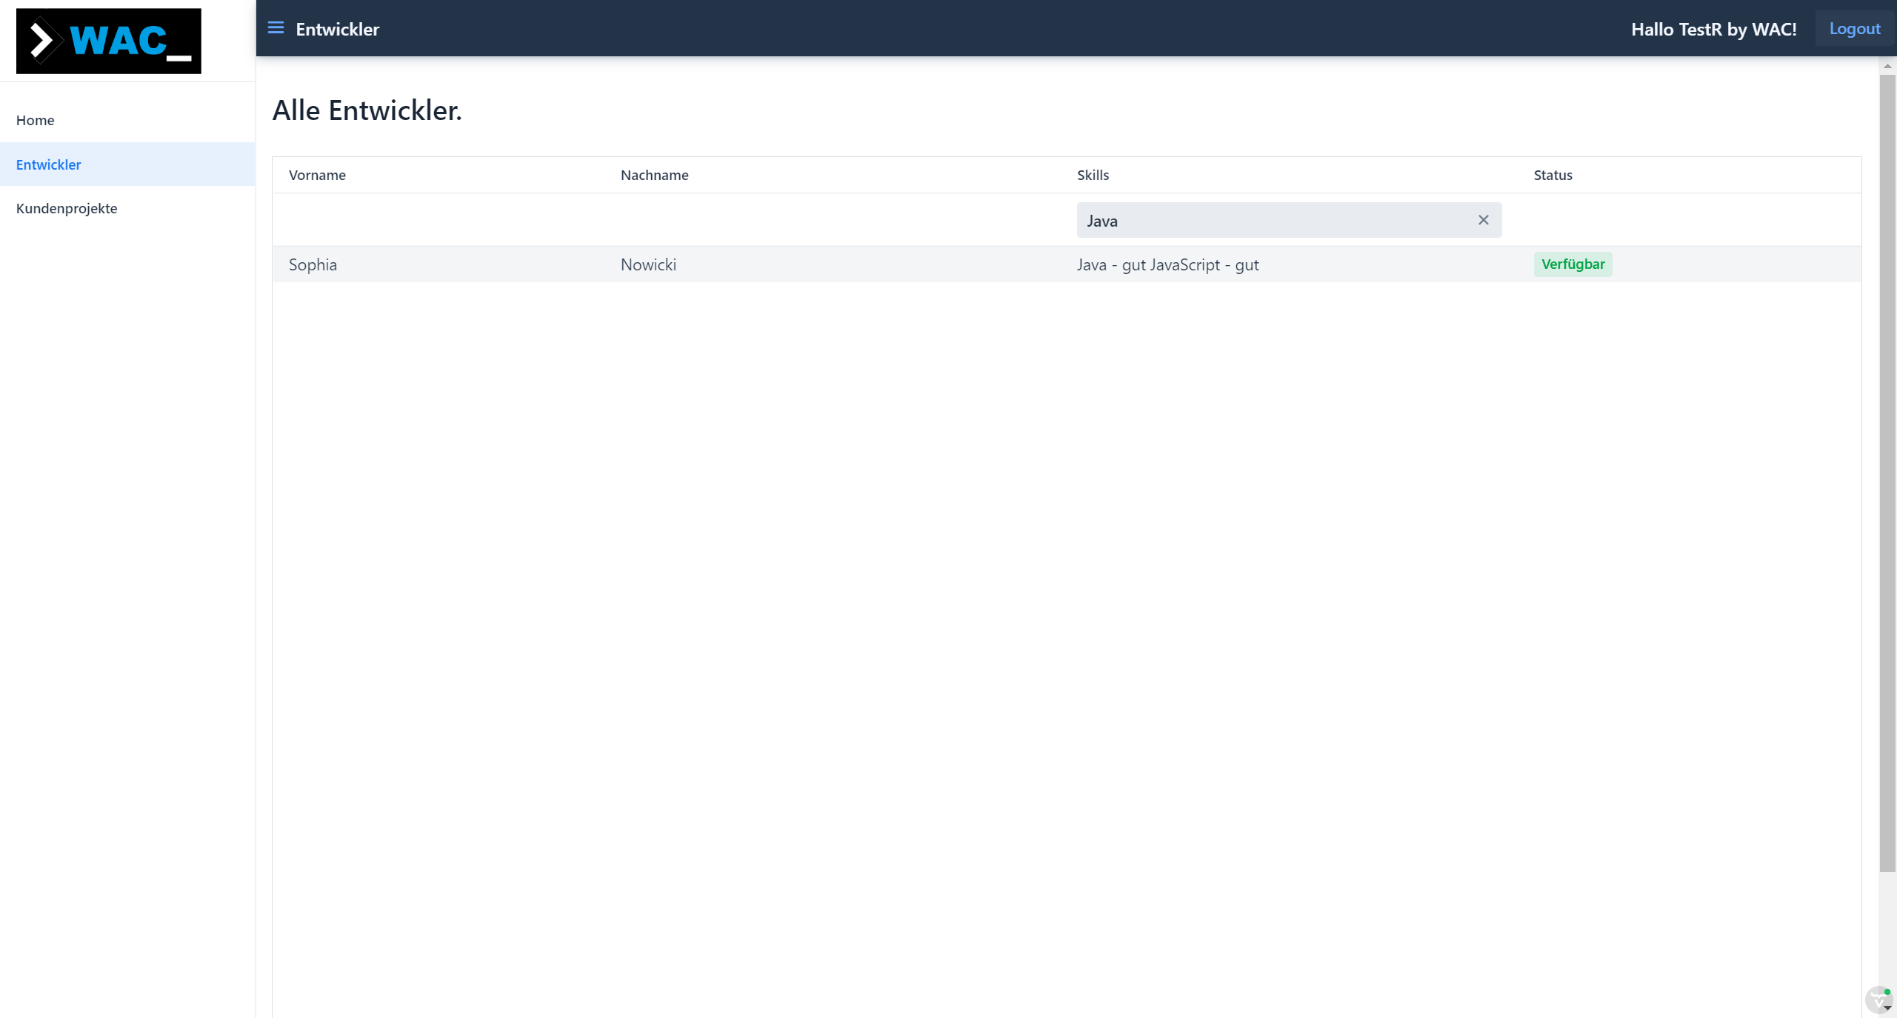 WAC_
Entwickler
Hallo TestR by WAC!
Logout
Home
Entwickler
Kundenprojekte
Alle Entwickler.
Vorname Nachname Skills Status
Java
Sophia Nowicki Java - gut JavaScript - gut Verfügbar